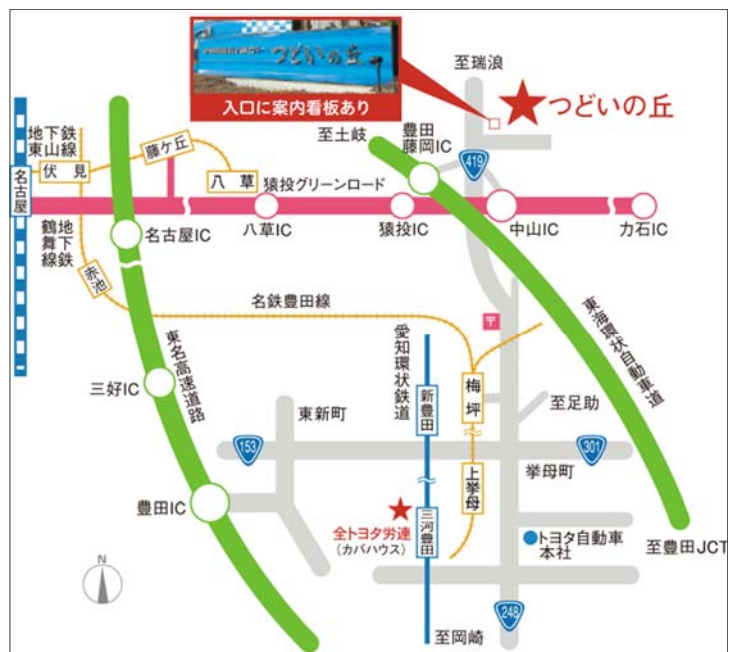 つどいの丘
入口に案内看板あり
至瑞浪
つどいの丘
至土岐
豊田
藤岡IC
419
地下鉄
東山線
藤ケ丘
伏見
八草
猿投グリーンロード
名古屋
名古屋IC
八草IC
猿投IC
中山IC
力石IC
地下鉄
鶴舞線
赤池
名鉄豊田線
〒
東海環状自動車道
愛知環状鉄道
東名高速道路
三好IC
新豊田
梅坪
至足助
東新町
153
301
挙母町
上挙母
豊田IC
全トヨタ労連
(カバハウス)
三河豊田
トヨタ自動車
本社
至豊田JCT
N
248
至岡崎